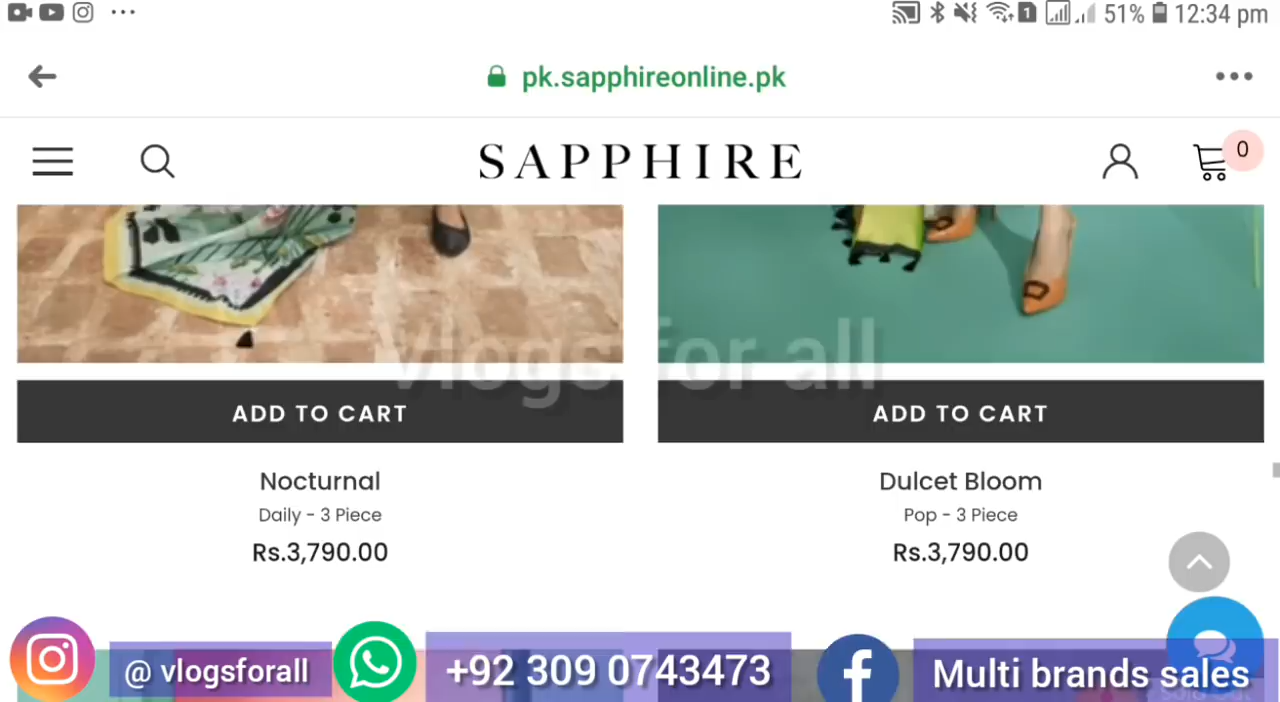 51% 12:34 pm
pk.sapphireonline.pk
SAPPHIRE
0
vlogs for all
ADD TO CART
ADD TO CART
Nocturnal
Daily - 3 Piece
Rs.3,790.00
Dulcet Bloom
Pop - 3 Piece
Rs.3,790.00
@ vlogsforall
+92 309 0743473
Multi brands sales
Sold Out